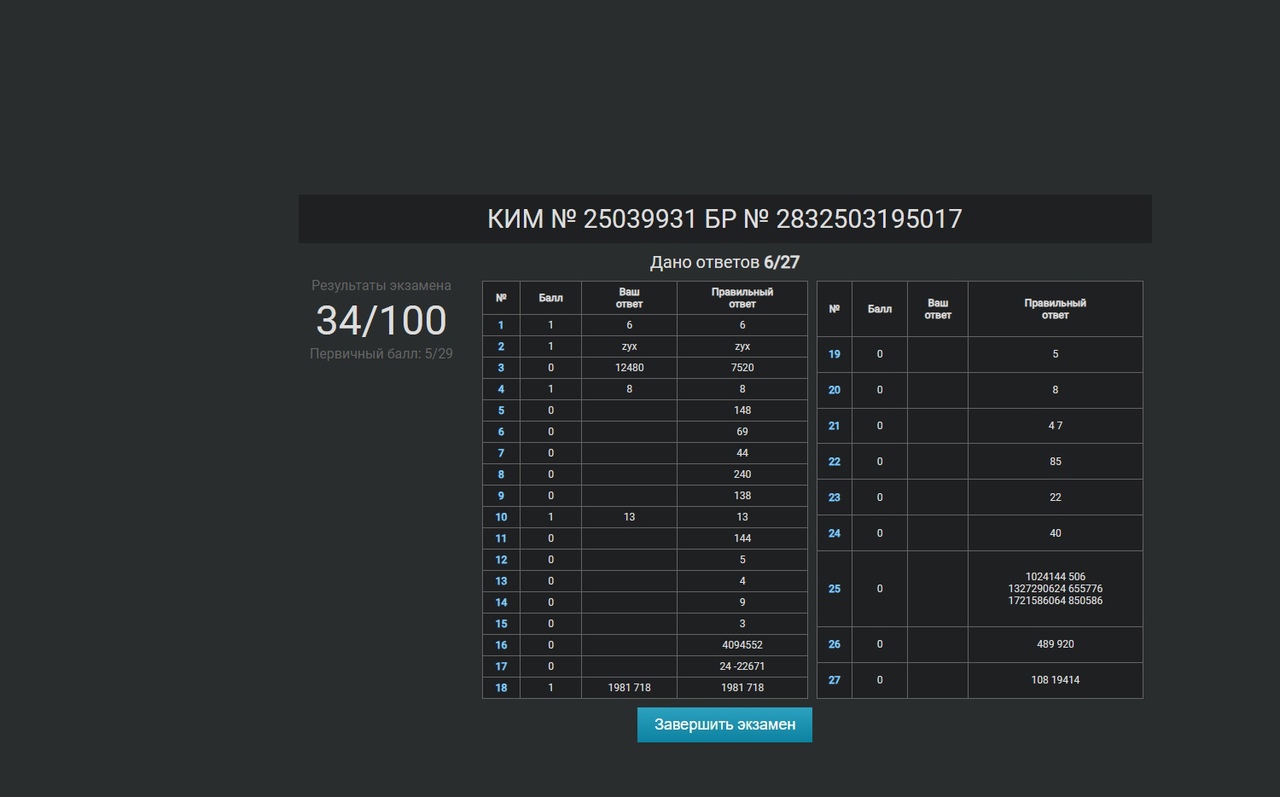 КИМ № 25039931 БР № 2832503195017
Дано ответов 6/27
Результаты экзамена
34/100
Первичный балл: 5/29
№ Балл Ваш ответ Правильный ответ
1 1 6 6
2 1 zyx zyx
3 0 12480 7520
4 1 8 8
5 0 148
6 0 69
7 0 44
8 0 240
9 0 138
10 1 13 13
11 0 144
12 0 5
13 0 4
14 0 9
15 0 3
16 0 4094552
17 0 24 -22671
18 1 1981 718 1981 718
№ Балл Ваш ответ Правильный ответ
19 0 5
20 0 8
21 0 4 7
22 0 85
23 0 22
24 0 40
25 0 1024144 506
1327290624 655776
1721586064 850586
26 0 489 920
27 0 108 19414
Завершить экзамен